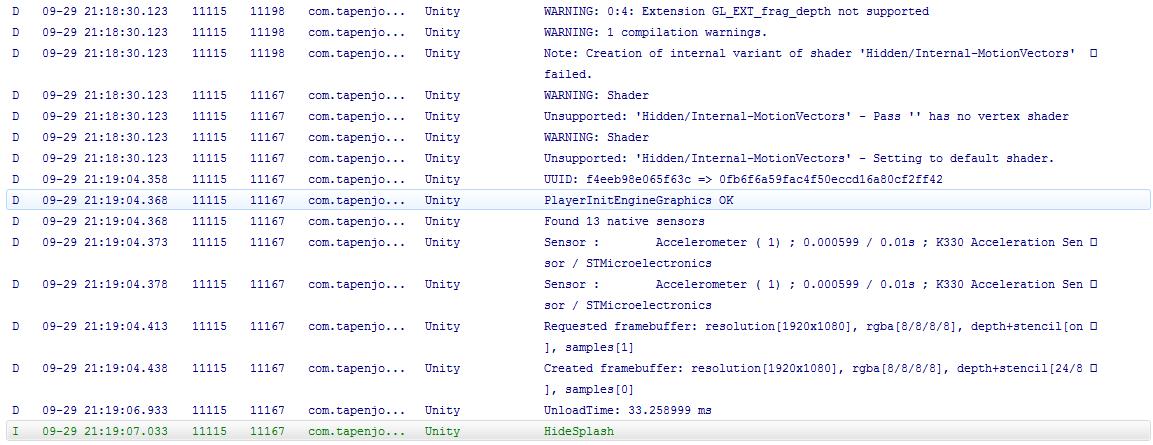 D 09-29 21:18:30.123 11115 11198 com.tapenjo... Unity WARNING: 0:4: Extension GL_EXT_frag_depth not supported
D 09-29 21:18:30.123 11115 11198 com.tapenjo... Unity WARNING: 1 compilation warnings.
D 09-29 21:18:30.123 11115 11198 com.tapenjo... Unity Note: Creation of internal variant of shader 'Hidden/Internal-MotionVectors' □
failed.
D 09-29 21:18:30.123 11115 11167 com.tapenjo... Unity WARNING: Shader
D 09-29 21:18:30.123 11115 11167 com.tapenjo... Unity Unsupported: 'Hidden/Internal-MotionVectors' - Pass '' has no vertex shader
D 09-29 21:18:30.123 11115 11167 com.tapenjo... Unity WARNING: Shader
D 09-29 21:18:30.123 11115 11167 com.tapenjo... Unity Unsupported: 'Hidden/Internal-MotionVectors' - Setting to default shader.
D 09-29 21:19:04.358 11115 11167 com.tapenjo... Unity UUID: f4eeb98e065f63c => 0fb6f6a59fac4f50eccd16a80cf2ff42
D 09-29 21:19:04.368 11115 11167 com.tapenjo... Unity PlayerInitEngineGraphics OK
D 09-29 21:19:04.368 11115 11167 com.tapenjo... Unity Found 13 native sensors
D 09-29 21:19:04.373 11115 11167 com.tapenjo... Unity Sensor : Accelerometer ( 1) ; 0.000599 / 0.01s ; K330 Acceleration Sen □
sor / STMicroelectronics
D 09-29 21:19:04.378 11115 11167 com.tapenjo... Unity Sensor : Accelerometer ( 1) ; 0.000599 / 0.01s ; K330 Acceleration Sen □
sor / STMicroelectronics
D 09-29 21:19:04.413 11115 11167 com.tapenjo... Unity Requested framebuffer: resolution[1920x1080], rgba[8/8/8/8], depth+stencil[on □
], samples[1]
D 09-29 21:19:04.438 11115 11167 com.tapenjo... Unity Created framebuffer: resolution[1920x1080], rgba[8/8/8/8], depth+stencil[24/8 □
], samples[0]
D 09-29 21:19:06.933 11115 11167 com.tapenjo... Unity UnloadTime: 33.258999 ms
I 09-29 21:19:07.033 11115 11167 com.tapenjo... Unity HideSplash